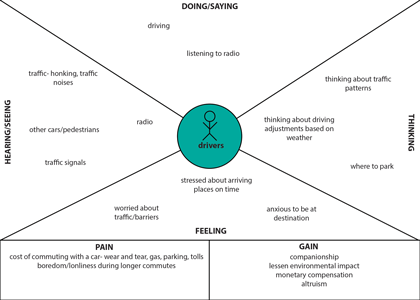 DOING/SAYING
driving
listening to radio
HEARING/SEEING
traffic- honking, traffic
noises
radio
other cars/pedestrians
traffic signals
drivers
THINKING
thinking about traffic
patterns
thinking about driving
adjustments based on
weather
where to park
stressed about arriving
places on time
worried about
traffic/barriers
anxious to be at
destination
FEELING
PAIN
cost of commuting with a car- wear and tear, gas, parking, tolls
boredom/lonliness during longer commutes
GAIN
companionship
lessen environmental impact
monetary compensation
altruism